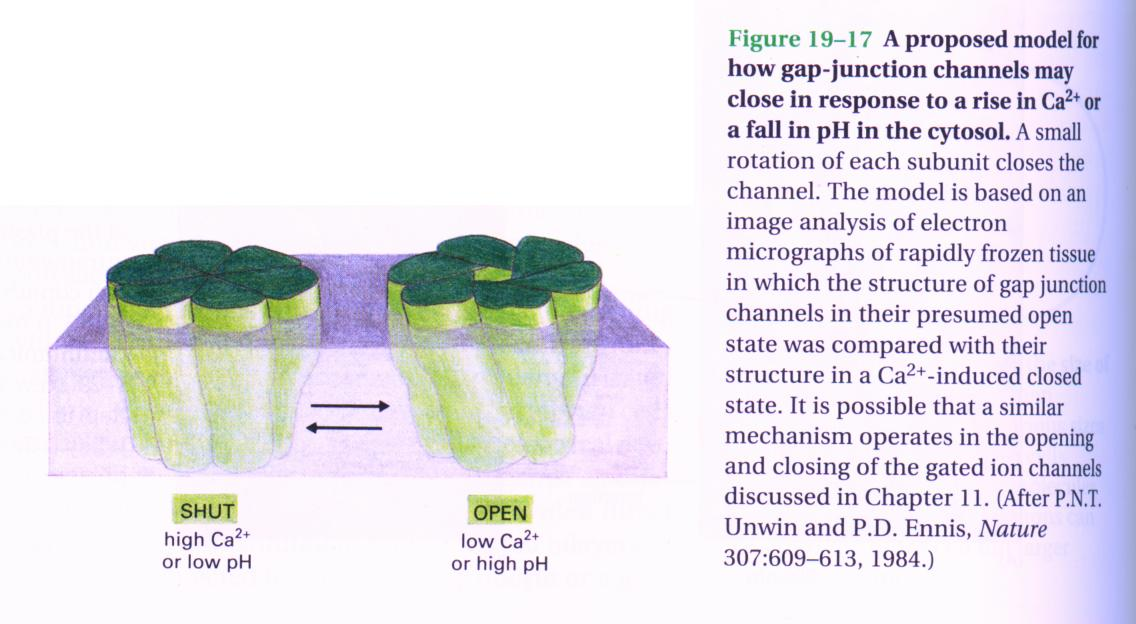 Figure 19–17 A proposed model for
how gap-junction channels may
close in response to a rise in Ca²⁺ or
a fall in pH in the cytosol. A small
rotation of each subunit closes the
channel. The model is based on an
image analysis of electron
micrographs of rapidly frozen tissue
in which the structure of gap junction
channels in their presumed open
state was compared with their
structure in a Ca²⁺-induced closed
state. It is possible that a similar
mechanism operates in the opening
and closing of the gated ion channels
discussed in Chapter 11. (After P.N.T.
Unwin and P.D. Ennis, Nature
307:609–613, 1984.)
SHUT
high Ca²⁺
or low pH
OPEN
low Ca²⁺
or high pH